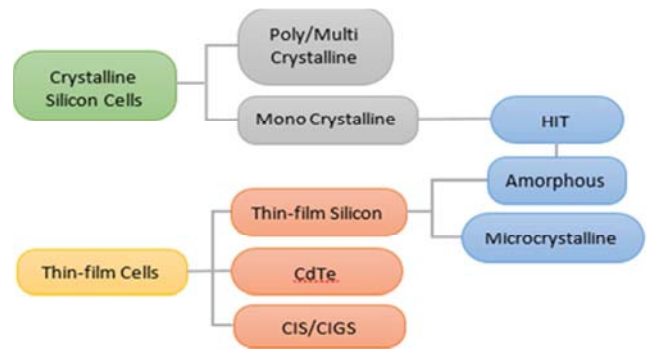 Poly/Multi
Crystalline
Crystalline
Silicon Cells
Mono Crystalline
HIT
Amorphous
Thin-film Silicon
Microcrystalline
Thin-film Cells
CdTe
CIS/CIGS